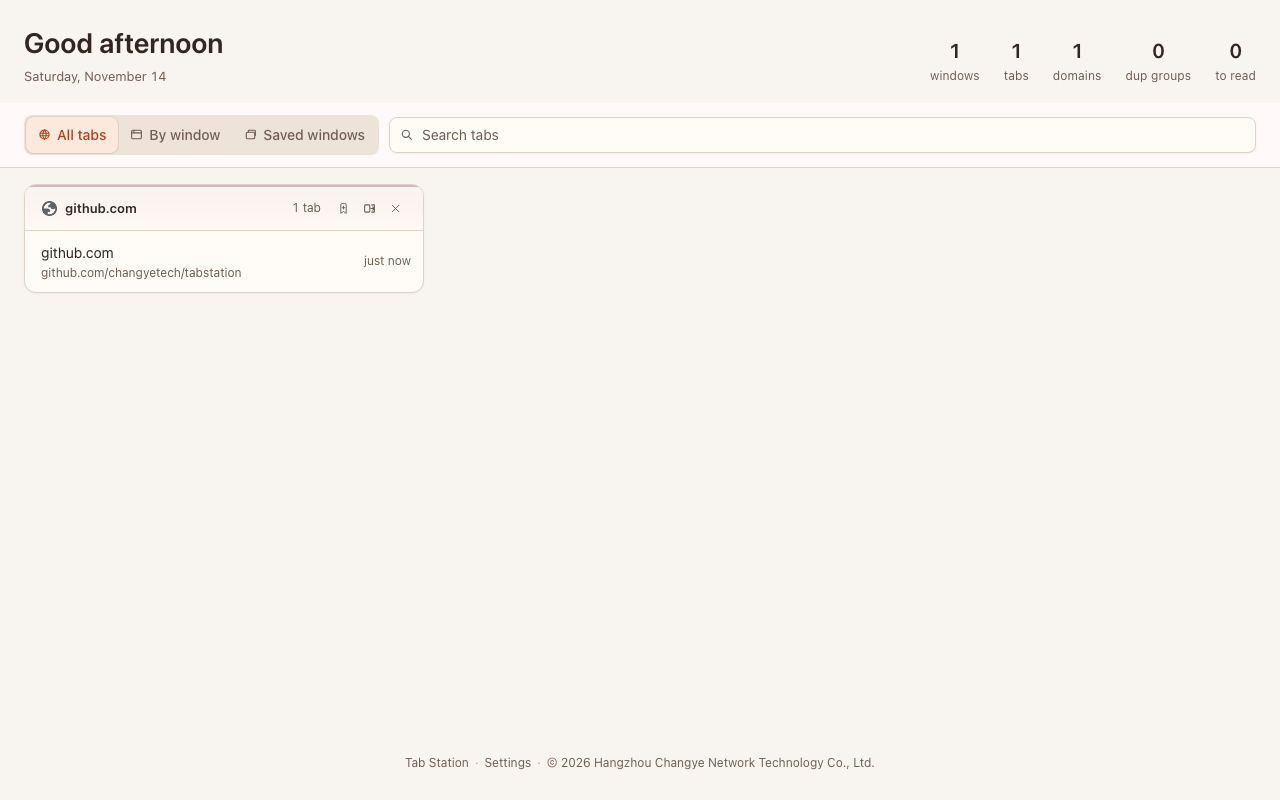 Good afternoon
Saturday, November 14
1 windows
1 tabs
1 domains
0 dup groups
0 to read
All tabs
By window
Saved windows
Search tabs
github.com
1 tab
github.com
github.com/changyetech/tabstation
just now
Tab Station · Settings · © 2026 Hangzhou Changye Network Technology Co., Ltd.